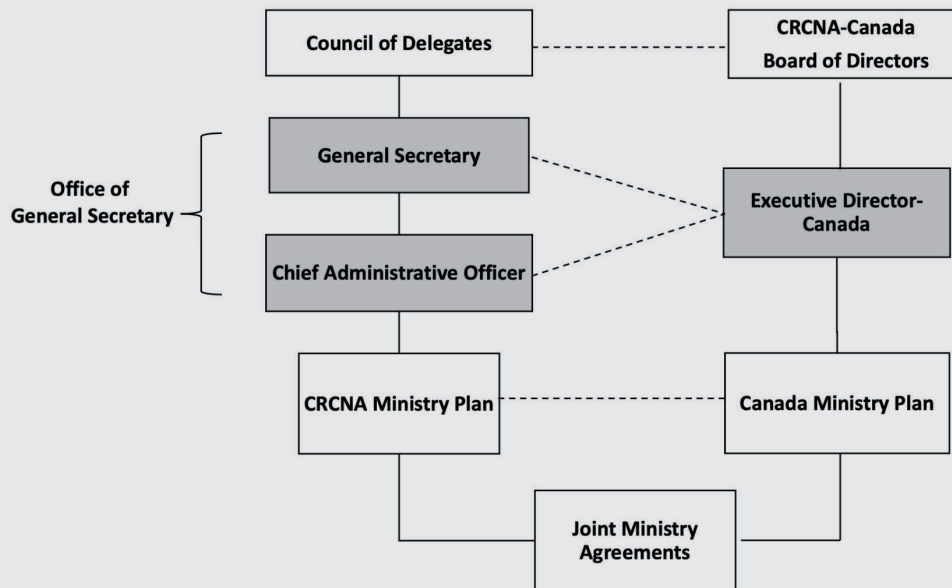 Council of Delegates
CRCNA-Canada
Board of Directors
General Secretary
Office of
General Secretary
Executive Director-
Canada
Chief Administrative Officer
CRCNA Ministry Plan
Canada Ministry Plan
Joint Ministry
Agreements